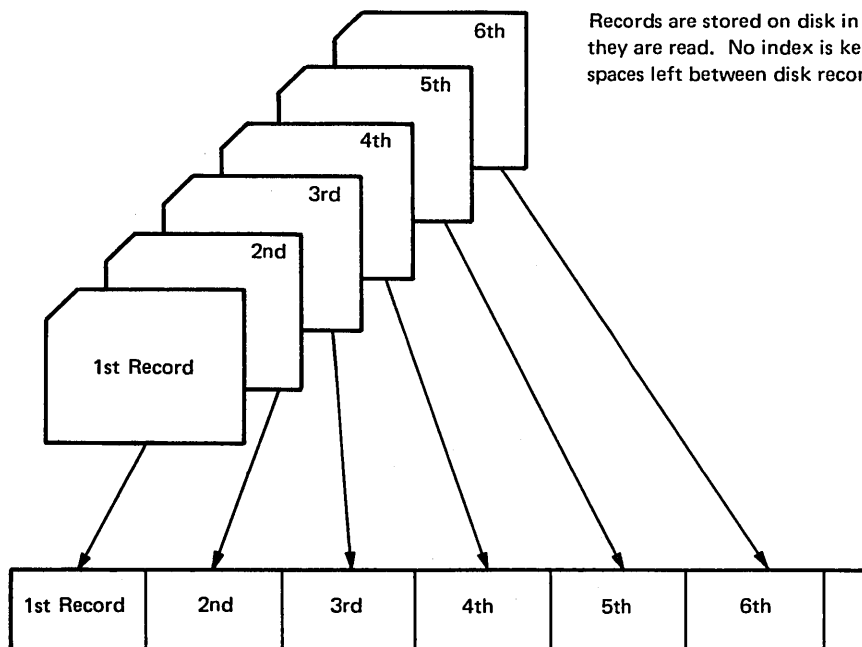 Records are stored on disk in
they are read. No index is ke
spaces left between disk recor
6th
5th
4th
3rd
2nd
1st Record
1st Record 2nd 3rd 4th 5th 6th